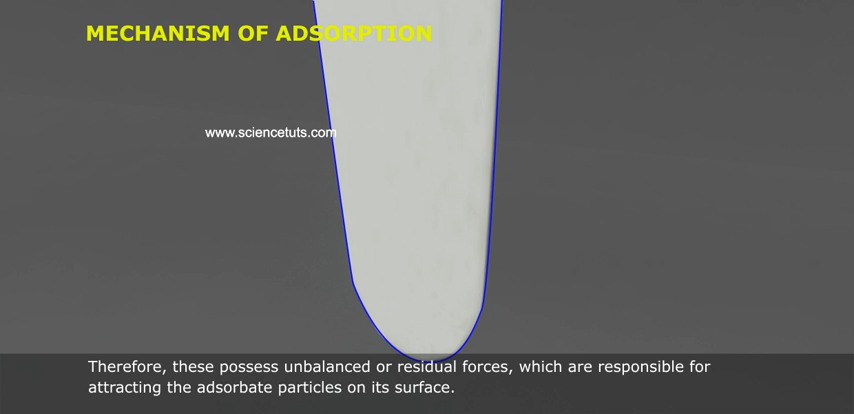 MECHANISM OF ADSORPTION
www.sciencetuts.com
Therefore, these possess unbalanced or residual forces, which are responsible for
attracting the adsorbate particles on its surface.